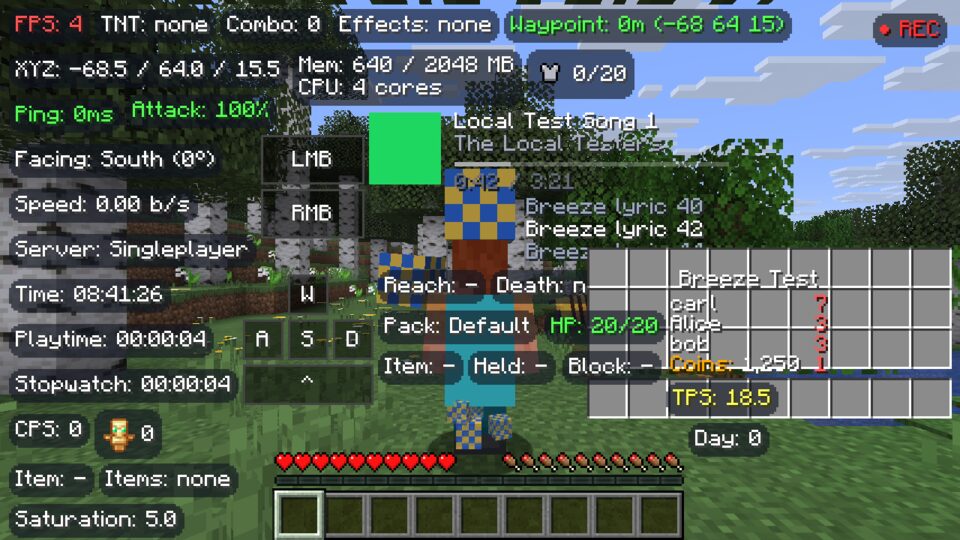 FPS: 4 TNT: none Combo: 0 Effects: none Waypoint: 0m (-68 64 15) REC
XYZ: -68.5 / 64.0 / 15.5 Mem: 640 / 2048 MB 0/20
CPU: 4 cores
Ping: 0ms Attack: 100%
Local Test Song 1
The Local Testers
Facing: South (0°) LMB
0:42 / 3:21
Speed: 0.00 b/s RMB
Breeze lyric 40
Breeze lyric 42
Server: Singleplayer
Breeze
Breeze Test
Time: 08:41:26 W Reach: - Death: n
carl 7
Alice 3
Pack: Default HP: 20/20
Playtime: 00:00:04 A S D
bob 3
Item: - Held: - Block: -
Coins: 1,250 1
Stopwatch: 00:00:04 ^
TPS: 18.5
CPS: 0 0
Day: 0
Item: - Items: none
Saturation: 5.0